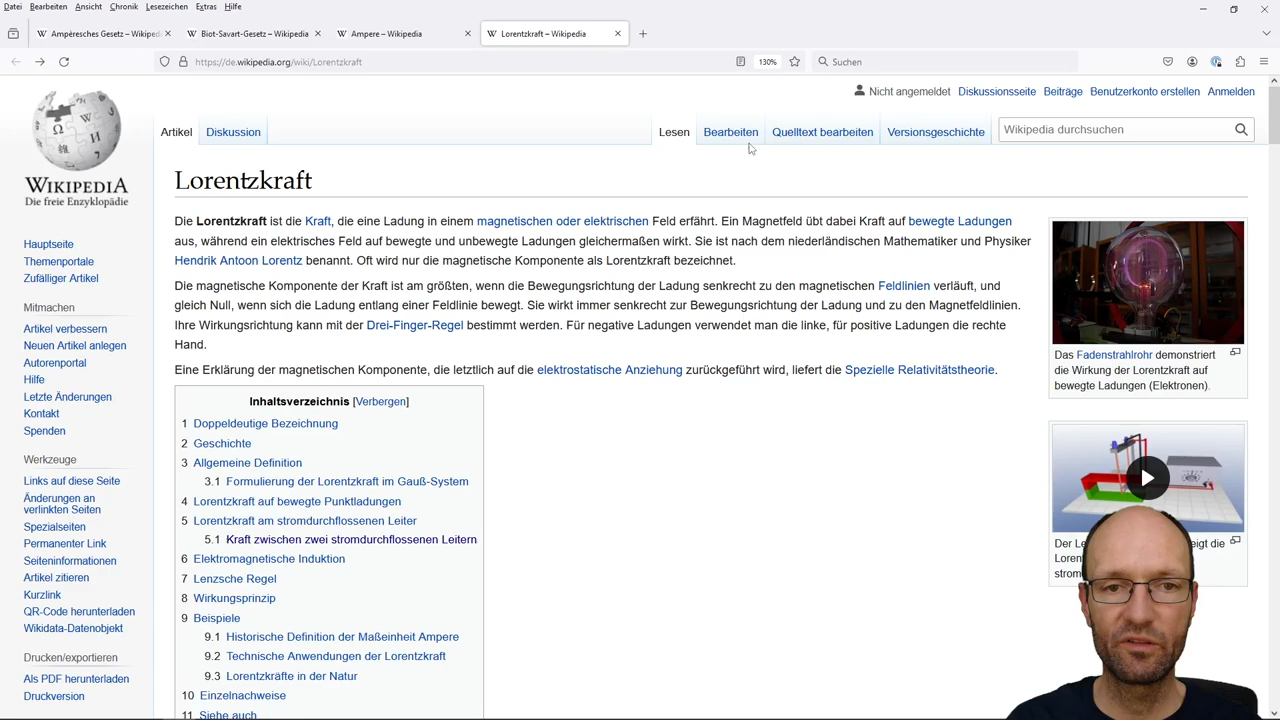 Datei Bearbeiten Ansicht Chronik Lesezeichen Extras Hilfe
Ampèresches Gesetz – Wikipedi
Biot-Savart-Gesetz – Wikipedia
Ampere – Wikipedia
Lorentzkraft – Wikipedia
https://de.wikipedia.org/wiki/Lorentzkraft
130%
Suchen
Nicht angemeldet Diskussionsseite Beiträge Benutzerkonto erstellen Anmelden
Artikel Diskussion
Lesen Bearbeiten Quelltext bearbeiten Versionsgeschichte
Wikipedia durchsuchen
WIKIPEDIA
Die freie Enzyklopädie
Hauptseite
Themenportale
Zufälliger Artikel
Mitmachen
Artikel verbessern
Neuen Artikel anlegen
Autorenportal
Hilfe
Letzte Änderungen
Kontakt
Spenden
Werkzeuge
Links auf diese Seite
Änderungen an
verlinkten Seiten
Spezialseiten
Permanenter Link
Seiteninformationen
Artikel zitieren
Kurzlink
QR-Code herunterladen
Wikidata-Datenobjekt
Drucken/exportieren
Als PDF herunterladen
Druckversion
Lorentzkraft
Die Lorentzkraft ist die Kraft, die eine Ladung in einem magnetischen oder elektrischen Feld erfährt. Ein Magnetfeld übt dabei Kraft auf bewegte Ladungen
aus, während ein elektrisches Feld auf bewegte und unbewegte Ladungen gleichermaßen wirkt. Sie ist nach dem niederländischen Mathematiker und Physiker
Hendrik Antoon Lorentz benannt. Oft wird nur die magnetische Komponente als Lorentzkraft bezeichnet.
Die magnetische Komponente der Kraft ist am größten, wenn die Bewegungsrichtung der Ladung senkrecht zu den magnetischen Feldlinien verläuft, und
gleich Null, wenn sich die Ladung entlang einer Feldlinie bewegt. Sie wirkt immer senkrecht zur Bewegungsrichtung der Ladung und zu den Magnetfeldlinien.
Ihre Wirkungsrichtung kann mit der Drei-Finger-Regel bestimmt werden. Für negative Ladungen verwendet man die linke, für positive Ladungen die rechte
Hand.
Eine Erklärung der magnetischen Komponente, die letztlich auf die elektrostatische Anziehung zurückgeführt wird, liefert die Spezielle Relativitätstheorie.
Inhaltsverzeichnis [Verbergen]
1 Doppeldeutige Bezeichnung
2 Geschichte
3 Allgemeine Definition
3.1 Formulierung der Lorentzkraft im Gauß-System
4 Lorentzkraft auf bewegte Punktladungen
5 Lorentzkraft am stromdurchflossenen Leiter
5.1 Kraft zwischen zwei stromdurchflossenen Leitern
6 Elektromagnetische Induktion
7 Lenzsche Regel
8 Wirkungsprinzip
9 Beispiele
9.1 Historische Definition der Maßeinheit Ampere
9.2 Technische Anwendungen der Lorentzkraft
9.3 Lorentzkräfte in der Natur
10 Einzelnachweise
11 Siehe auch
Das Fadenstrahlrohr demonstriert
die Wirkung der Lorentzkraft auf
bewegte Ladungen (Elektronen).